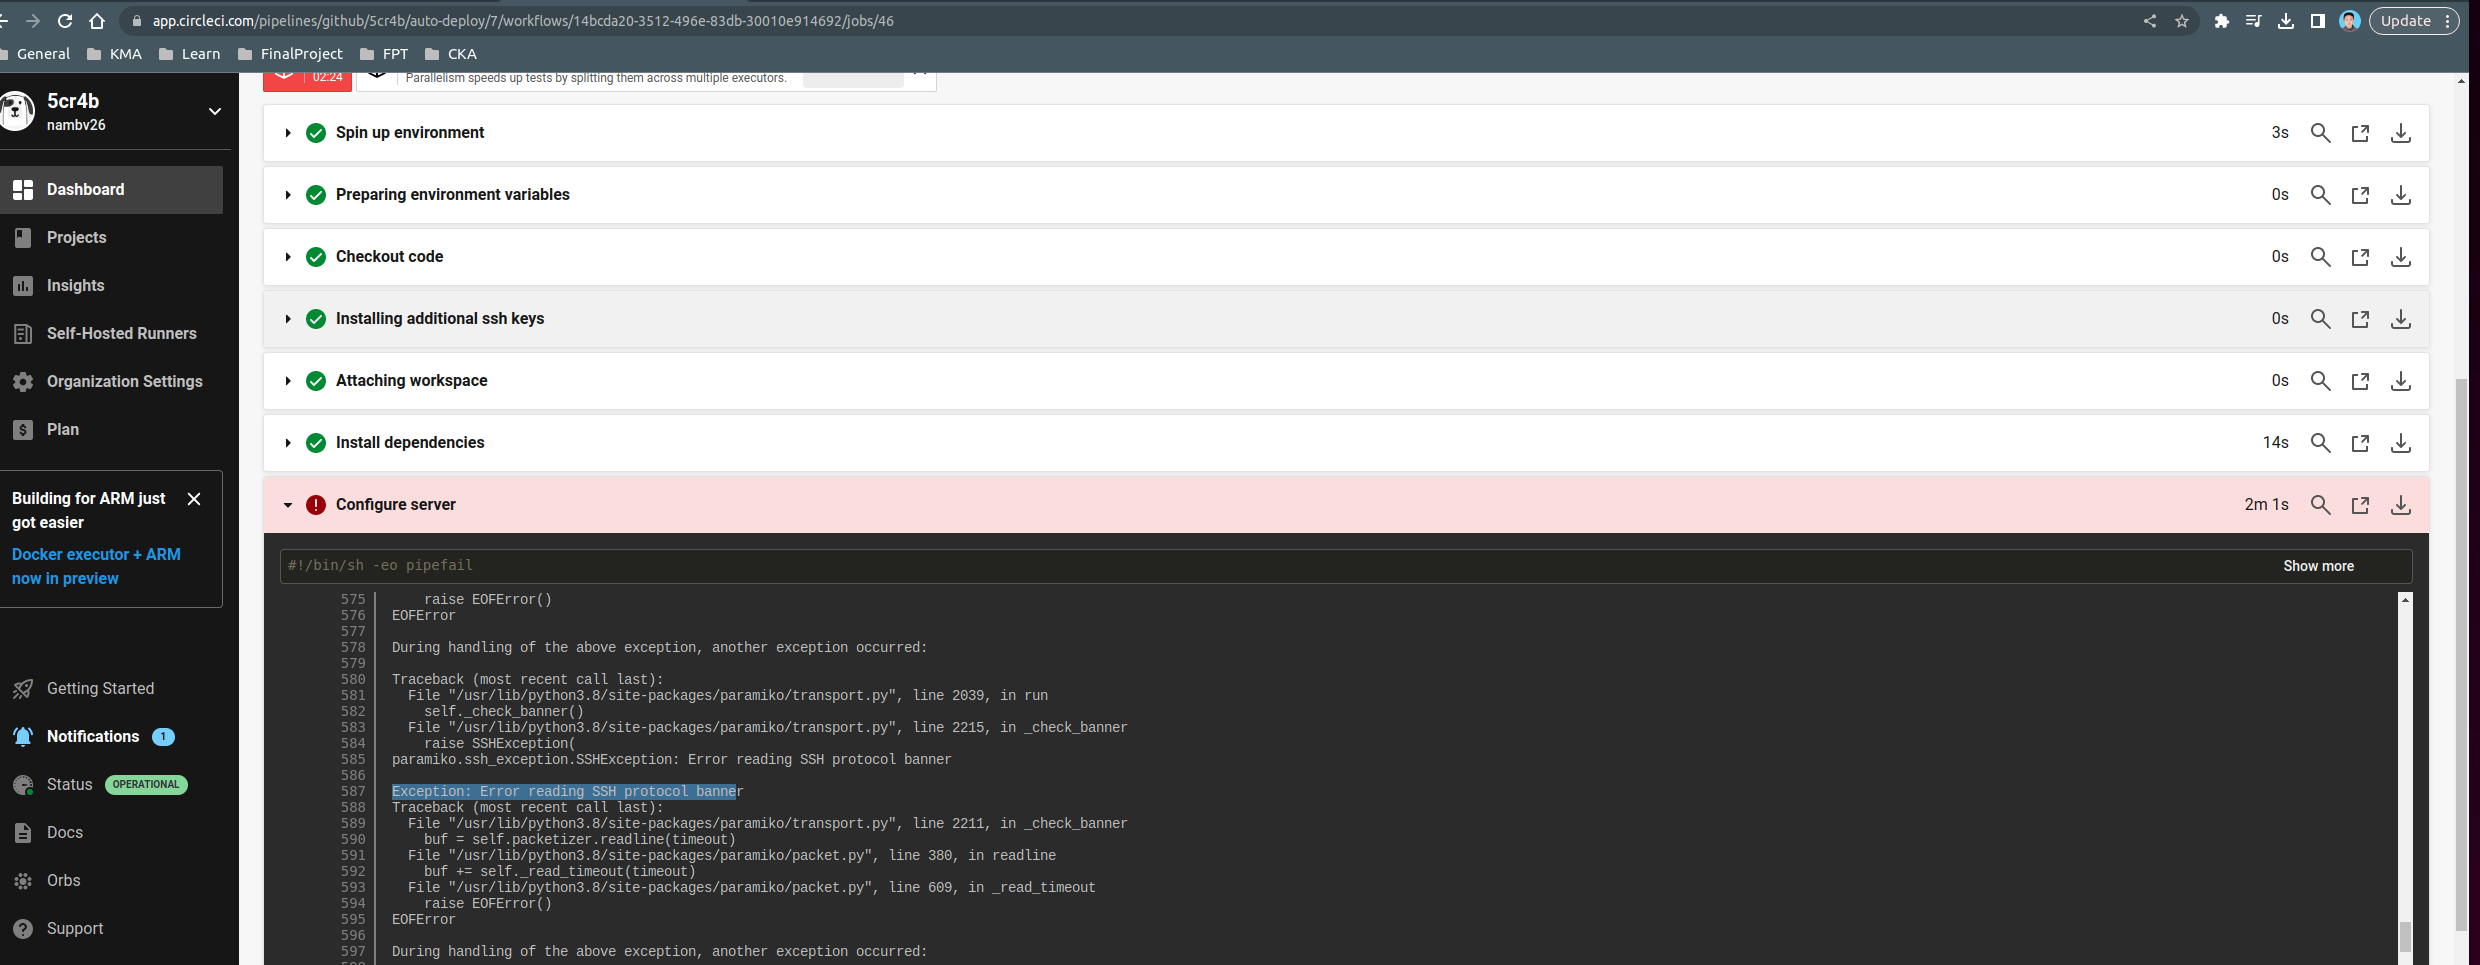 app.circleci.com/pipelines/github/5cr4b/auto-deploy/7/workflows/14bcda20-3512-496e-83db-30010e914692/jobs/46
Update
General
KMA
Learn
FinalProject
FPT
CKA
5cr4b
nambv26
Dashboard
Projects
Insights
Self-Hosted Runners
Organization Settings
Plan
Building for ARM just
got easier
Docker executor + ARM
now in preview
Getting Started
Notifications 1
Status OPERATIONAL
Docs
Orbs
Support
02:24
Parallelism speeds up tests by splitting them across multiple executors.
Spin up environment 3s
Preparing environment variables 0s
Checkout code 0s
Installing additional ssh keys 0s
Attaching workspace 0s
Install dependencies 14s
Configure server 2m 1s
#!/bin/sh -eo pipefail Show more
575     raise EOFError()
576 EOFError
577
578 During handling of the above exception, another exception occurred:
579
580 Traceback (most recent call last):
581   File "/usr/lib/python3.8/site-packages/paramiko/transport.py", line 2039, in run
582     self._check_banner()
583   File "/usr/lib/python3.8/site-packages/paramiko/transport.py", line 2215, in _check_banner
584     raise SSHException(
585 paramiko.ssh_exception.SSHException: Error reading SSH protocol banner
586
587 Exception: Error reading SSH protocol banner
588 Traceback (most recent call last):
589   File "/usr/lib/python3.8/site-packages/paramiko/transport.py", line 2211, in _check_banner
590     buf = self.packetizer.readline(timeout)
591   File "/usr/lib/python3.8/site-packages/paramiko/packet.py", line 380, in readline
592     buf += self._read_timeout(timeout)
593   File "/usr/lib/python3.8/site-packages/paramiko/packet.py", line 609, in _read_timeout
594     raise EOFError()
595 EOFError
596
597 During handling of the above exception, another exception occurred: